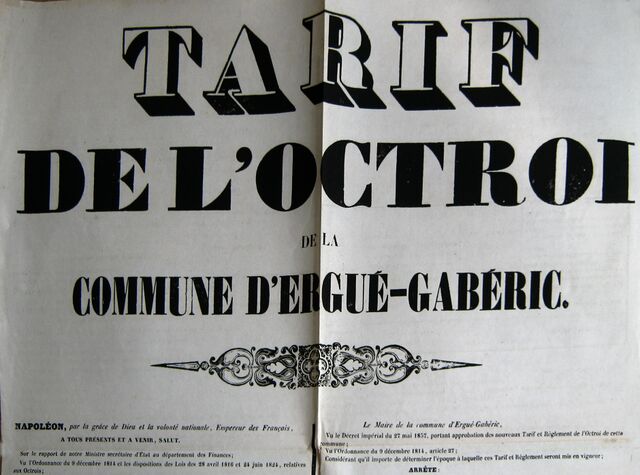 TARIF
DE L'OCTROI
DE LA
COMMUNE D'ERGUÉ-GABÉRIC.
NAPOLÉON, par la grâce de Dieu et la volonté nationale, Empereur des Français,
A TOUS PRÉSENTS ET A VENIR, SALUT.
Sur le rapport de notre Ministre secrétaire d'État au département des Finances;
Vu l'Ordonnance du 9 décembre 1814 et les dispositions des Lois des 28 avril 1816 et 24 juin 1824, relatives
aux Octrois;
Le Maire de la commune d'Ergué-Gabéric,
Vu le Décret impérial du 27 mai 1857, portant approbation des nouveaux Tarif et Règlement de l'Octroi de cette
commune;
Vu l'Ordonnance du 9 décembre 1814, article 27;
Considérant qu'il importe de déterminer l'époque à laquelle ces Tarif et Règlement seront mis en vigueur;
ARRÊTE: